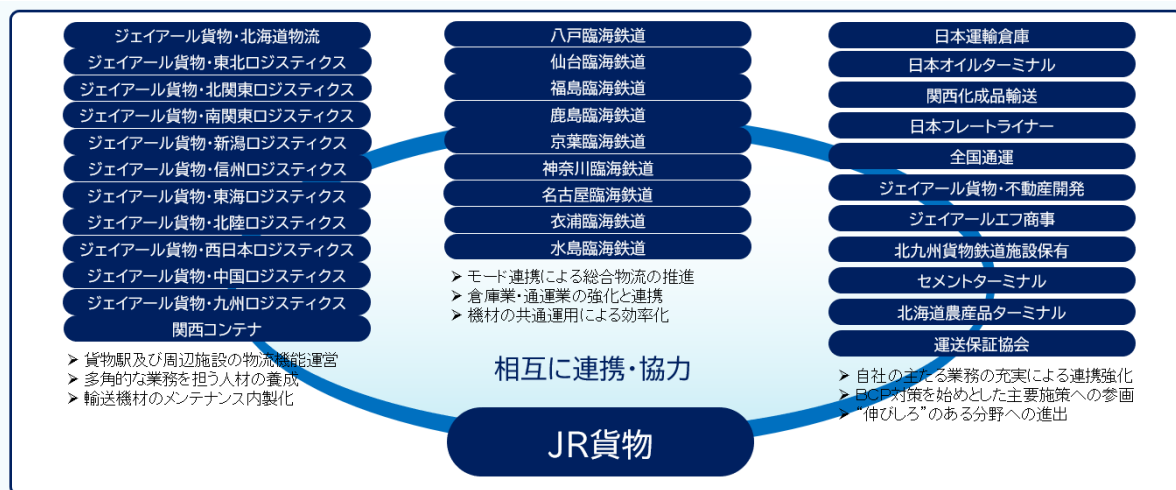 ジェイアール貨物・北海道物流
ジェイアール貨物・東北ロジスティクス
ジェイアール貨物・北関東ロジスティクス
ジェイアール貨物・南関東ロジスティクス
ジェイアール貨物・新潟ロジスティクス
ジェイアール貨物・信州ロジスティクス
ジェイアール貨物・東海ロジスティクス
ジェイアール貨物・北陸ロジスティクス
ジェイアール貨物・西日本ロジスティクス
ジェイアール貨物・中国ロジスティクス
ジェイアール貨物・九州ロジスティクス
関西コンテナ
➢ 貨物駅及び周辺施設の物流機能運営
➢ 多角的な業務を担う人材の養成
➢ 輸送機材のメンテナンス内製化
八戸臨海鉄道
仙台臨海鉄道
福島臨海鉄道
鹿島臨海鉄道
京葉臨海鉄道
神奈川臨海鉄道
名古屋臨海鉄道
衣浦臨海鉄道
水島臨海鉄道
➢ モード連携による総合物流の推進
➢ 倉庫業・通運業の強化と連携
➢ 機材の共通運用による効率化
日本運輸倉庫
日本オイルターミナル
関西化成品輸送
日本フレートライナー
全国通運
ジェイアール貨物・不動産開発
ジェイアールエフ商事
北九州貨物鉄道施設保有
セメントターミナル
北海道農産品ターミナル
運送保証協会
➢ 自社の主たる業務の充実による連携強化
➢ BCP対策を始めとした主要施策への参画
➢ “伸びしろ”のある分野への進出
相互に連携・協力
JR貨物